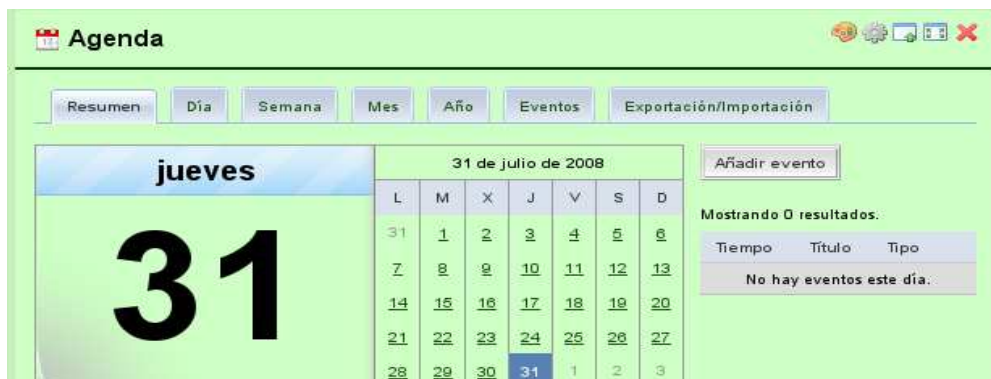 Agenda
Resumen Día Semana Mes Año Eventos Exportación/Importación
jueves
31
31 de julio de 2008
L M X J V S D
31 1 2 3 4 5 6
7 8 9 10 11 12 13
14 15 16 17 18 19 20
21 22 23 24 25 26 27
28 29 30 31 1 2 3
Añadir evento
Mostrando 0 resultados.
Tiempo Título Tipo
No hay eventos este día.